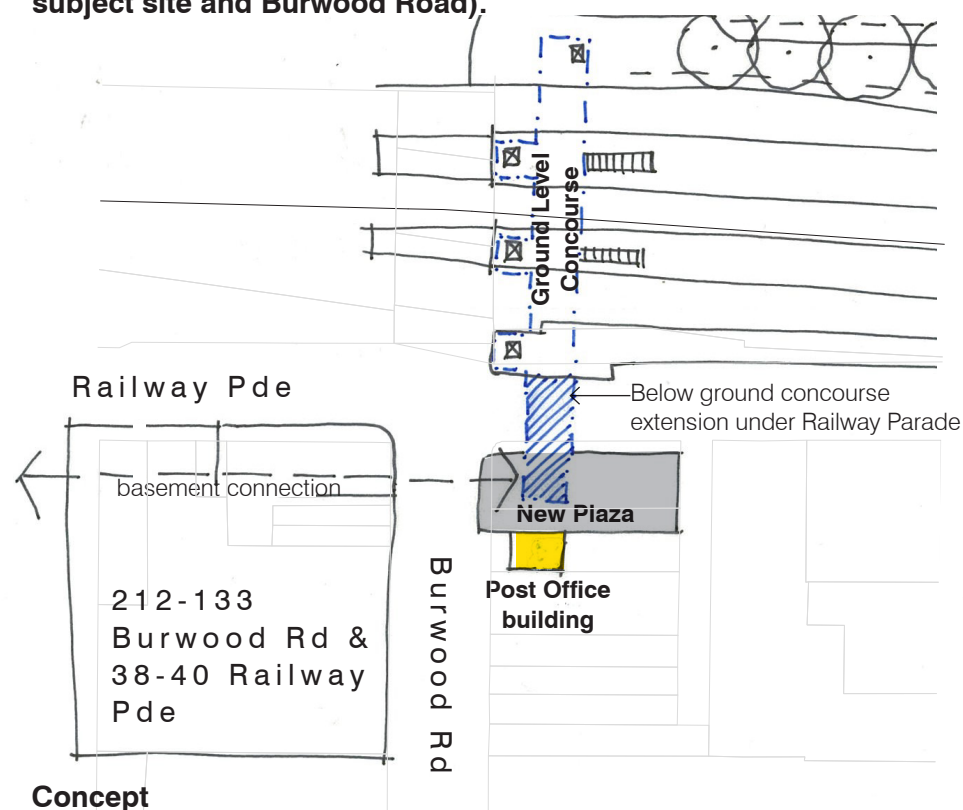 subject site and Burwood Road).
Ground Level
Concourse
Railway Pde
Below ground concourse
extension under Railway Parade
basement connection
New Plaza
Post Office
building
212-133
Burwood Rd &
38-40 Railway
Pde
Burwood Rd
Concept